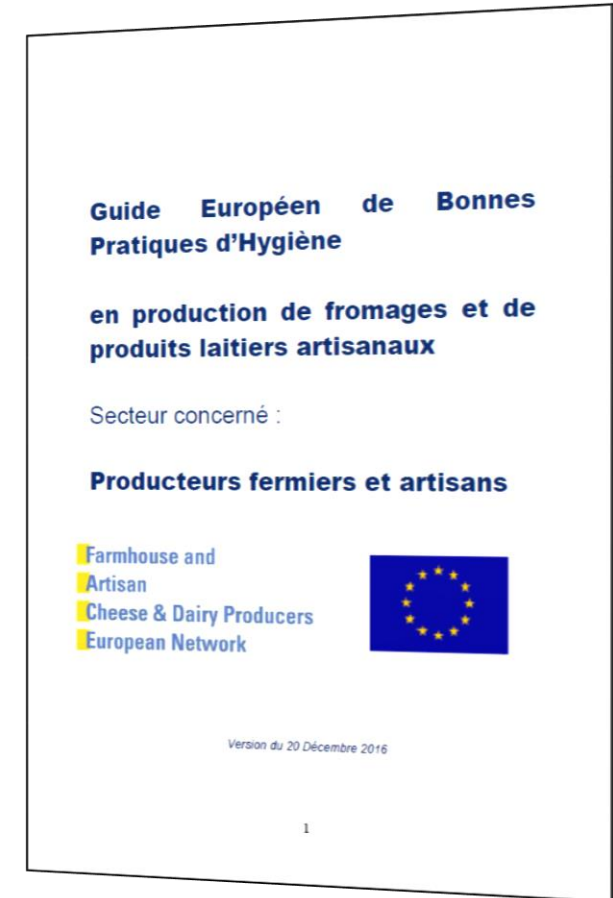 Guide Européen de Bonnes
Pratiques d'Hygiène
en production de fromages et de
produits laitiers artisanaux
Secteur concerné :
Producteurs fermiers et artisans
Farmhouse and
Artisan
Cheese & Dairy Producers
European Network
Version du 20 Décembre 2016
1